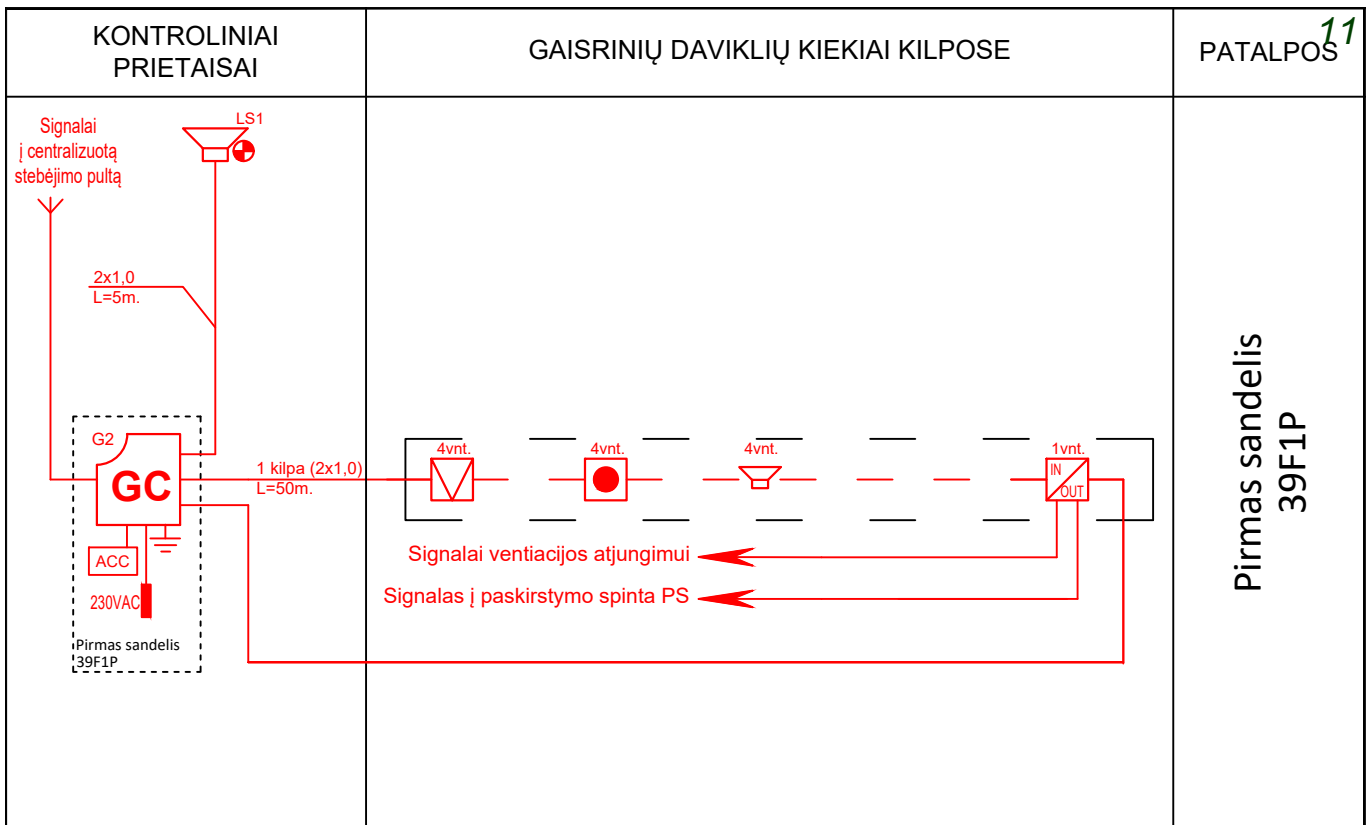 KONTROLINIAI
PRIETAISAI
GAISRINIŲ DAVIKLIŲ KIEKIAI KILPOSE
PATALPOS
11
Signalai
į centralizuotą
stebėjimo pultą
LS1
2x1,0
L=5m.
G2
GC
ACC
230VAC
Pirmas sandelis
39F1P
1 kilpa (2x1,0)
L=50m.
4vnt.
4vnt.
4vnt.
1vnt.
IN
OUT
Signalai ventiacijos atjungimui
Signalas į paskirstymo spinta PS
Pirmas sandelis
39F1P